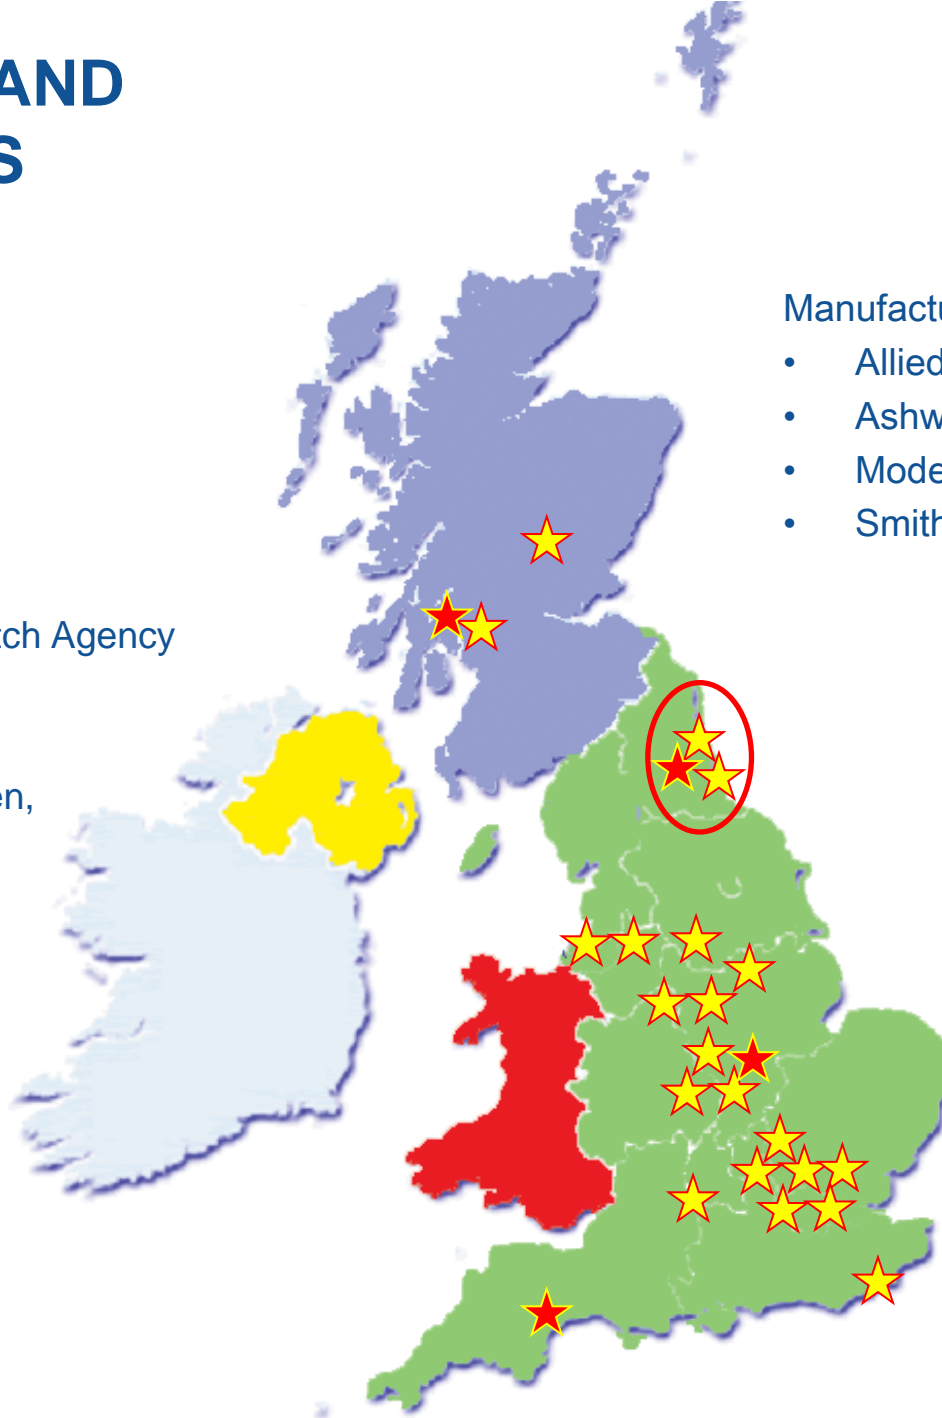 AND
S
Manufactu
• Allied
• Ashw
• Mode
• Smith
tch Agency
en,